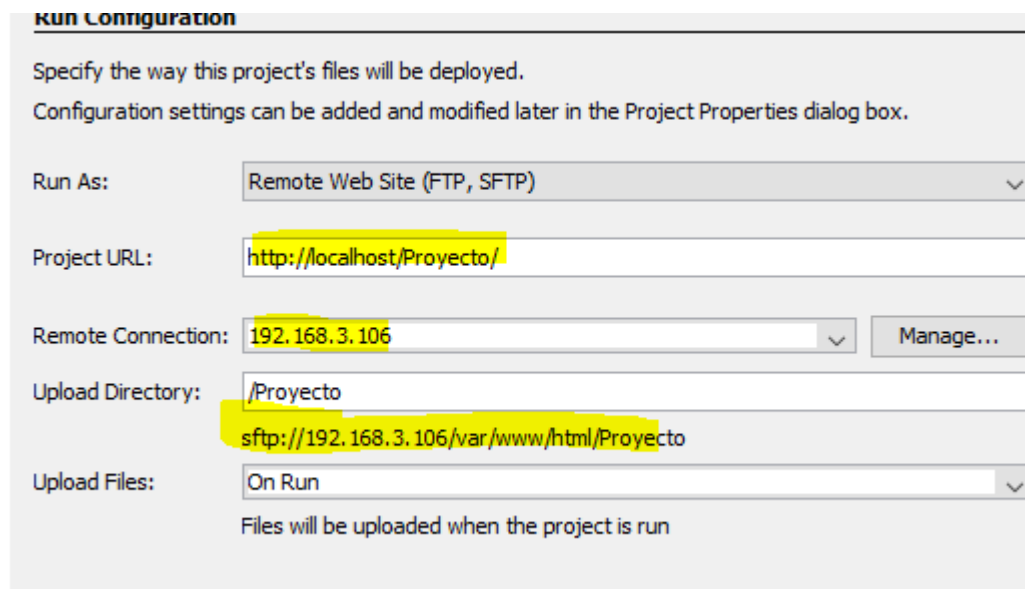 Run Configuration
Specify the way this project's files will be deployed.
Configuration settings can be added and modified later in the Project Properties dialog box.
Run As: Remote Web Site (FTP, SFTP)
Project URL: http://localhost/Proyecto/
Remote Connection: 192.168.3.106 Manage...
Upload Directory: /Proyecto
sftp://192.168.3.106/var/www/html/Proyecto
Upload Files: On Run
Files will be uploaded when the project is run